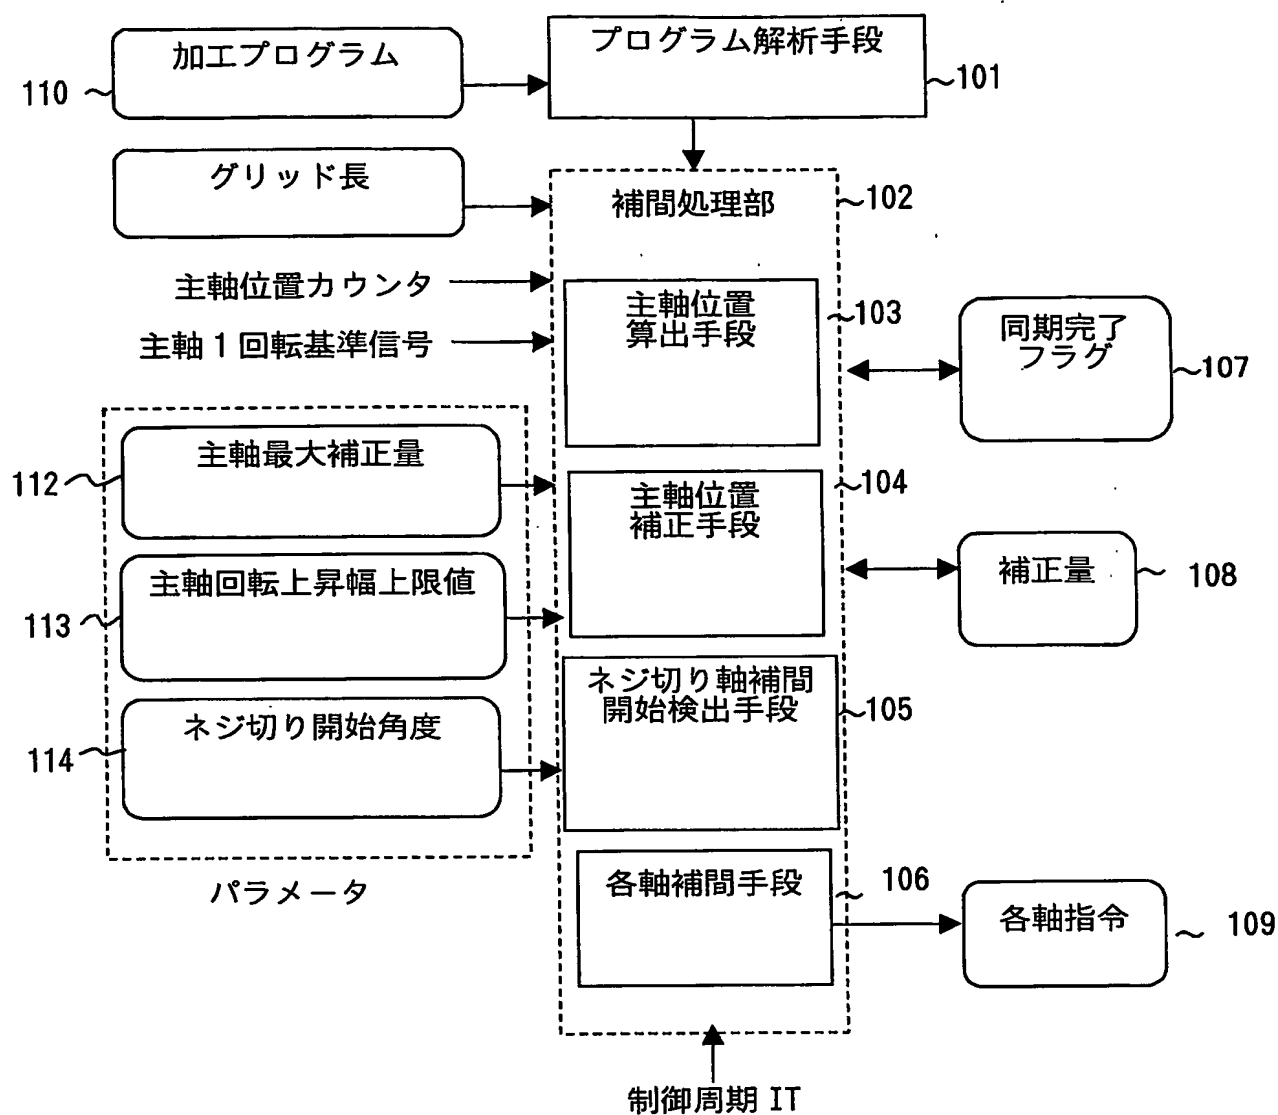 加工プログラム
110
プログラム解析手段
101
グリッド長
補間処理部
102
主軸位置カウンタ
主軸1回転基準信号
主軸位置
算出手段
103
同期完了
フラグ
107
主軸最大補正量
112
主軸位置
補正手段
104
主軸回転上昇幅上限値
113
補正量
108
ネジ切り開始角度
114
ネジ切り軸補間
開始検出手段
105
パラメータ
各軸補間手段
106
各軸指令
109
制御周期 IT